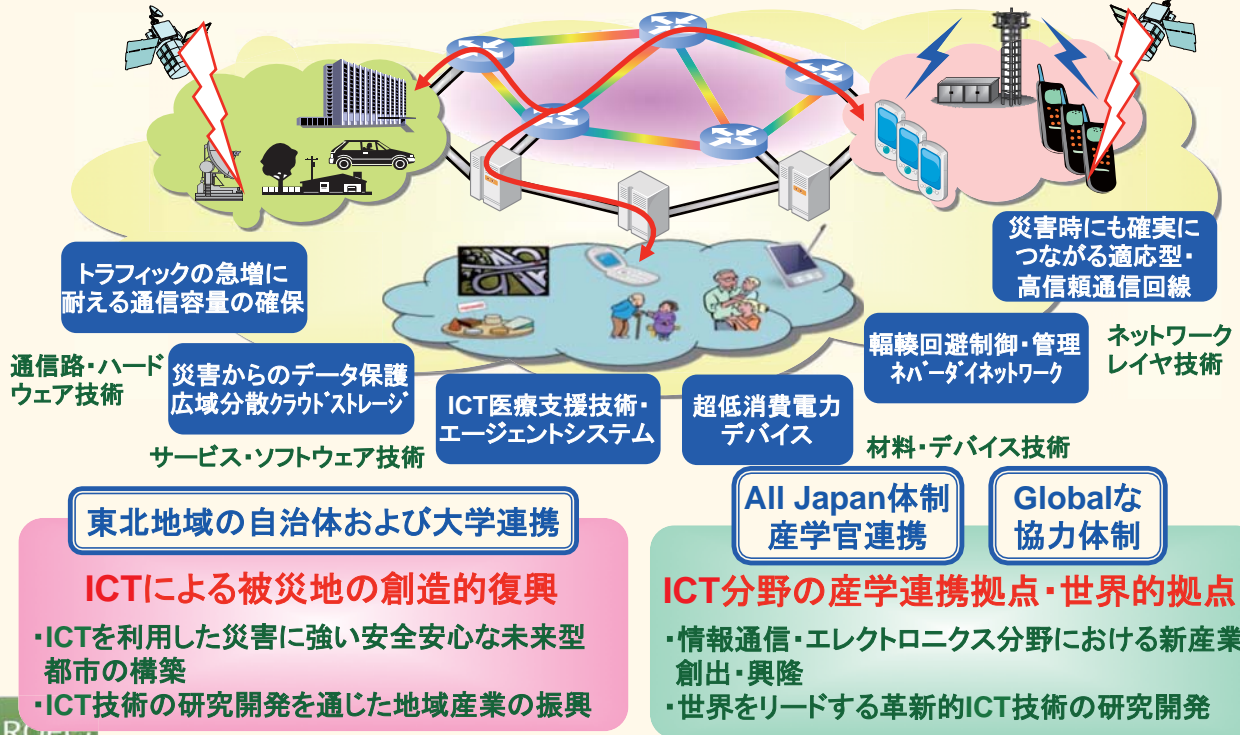 トラフィックの急増に
耐える通信容量の確保
災害時にも確実に
つながる適応型・
高信頼通信回線
通信路・ハード
ウェア技術
災害からのデータ保護
広域分散クラウドストレージ
ICT医療支援技術・
エージェントシステム
超低消費電力
デバイス
輻輳回避制御・管理
ネバーダイネットワーク
ネットワーク
レイヤ技術
サービス・ソフトウェア技術
材料・デバイス技術
東北地域の自治体および大学連携
ICTによる被災地の創造的復興
・ICTを利用した災害に強い安全安心な未来型
都市の構築
・ICT技術の研究開発を通じた地域産業の振興
All Japan体制
産学官連携
Globalな
協力体制
ICT分野の産学連携拠点・世界的拠点
・情報通信・エレクトロニクス分野における新産業
創出・興隆
・世界をリードする革新的ICT技術の研究開発